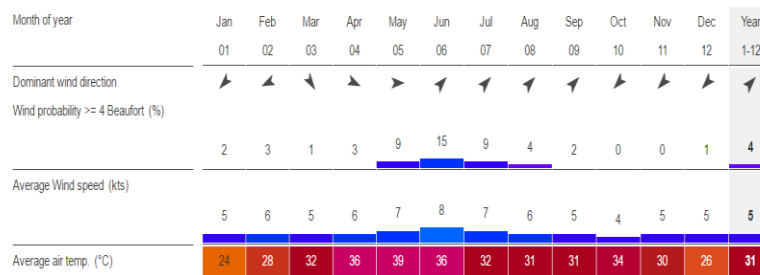 Month of year Jan Feb Mar Apr May Jun Jul Aug Sep Oct Nov Dec Year
01 02 03 04 05 06 07 08 09 10 11 12 1-12
Dominant wind direction
Wind probability >= 4 Beaufort (%)
2 3 1 3 9 15 9 4 2 0 0 1 4
Average Wind speed (kts)
5 6 5 6 7 8 7 6 5 4 5 5 5
Average air temp. (°C) 24 28 32 36 39 36 32 31 31 34 30 26 31